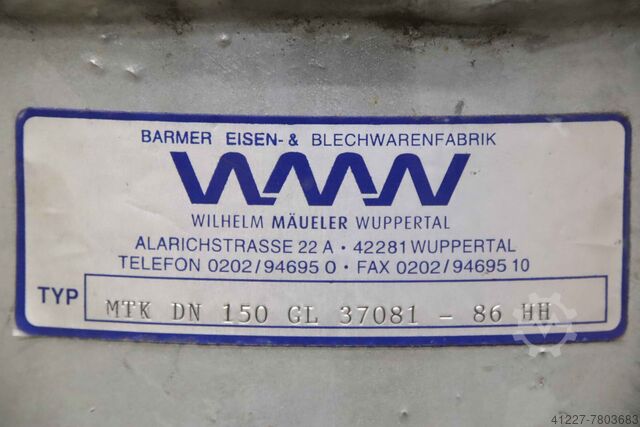 BARMER EISEN- & BLECHWARENFABRIK
WMW
WILHELM MÄUELER WUPPERTAL
ALARICHSTRASSE 22 A · 42281 WUPPERTAL
TELEFON 0202/94695 0 · FAX 0202/94695 10
TYP MTK DN 150 GL 37081 - 86 HH
41227-7803683